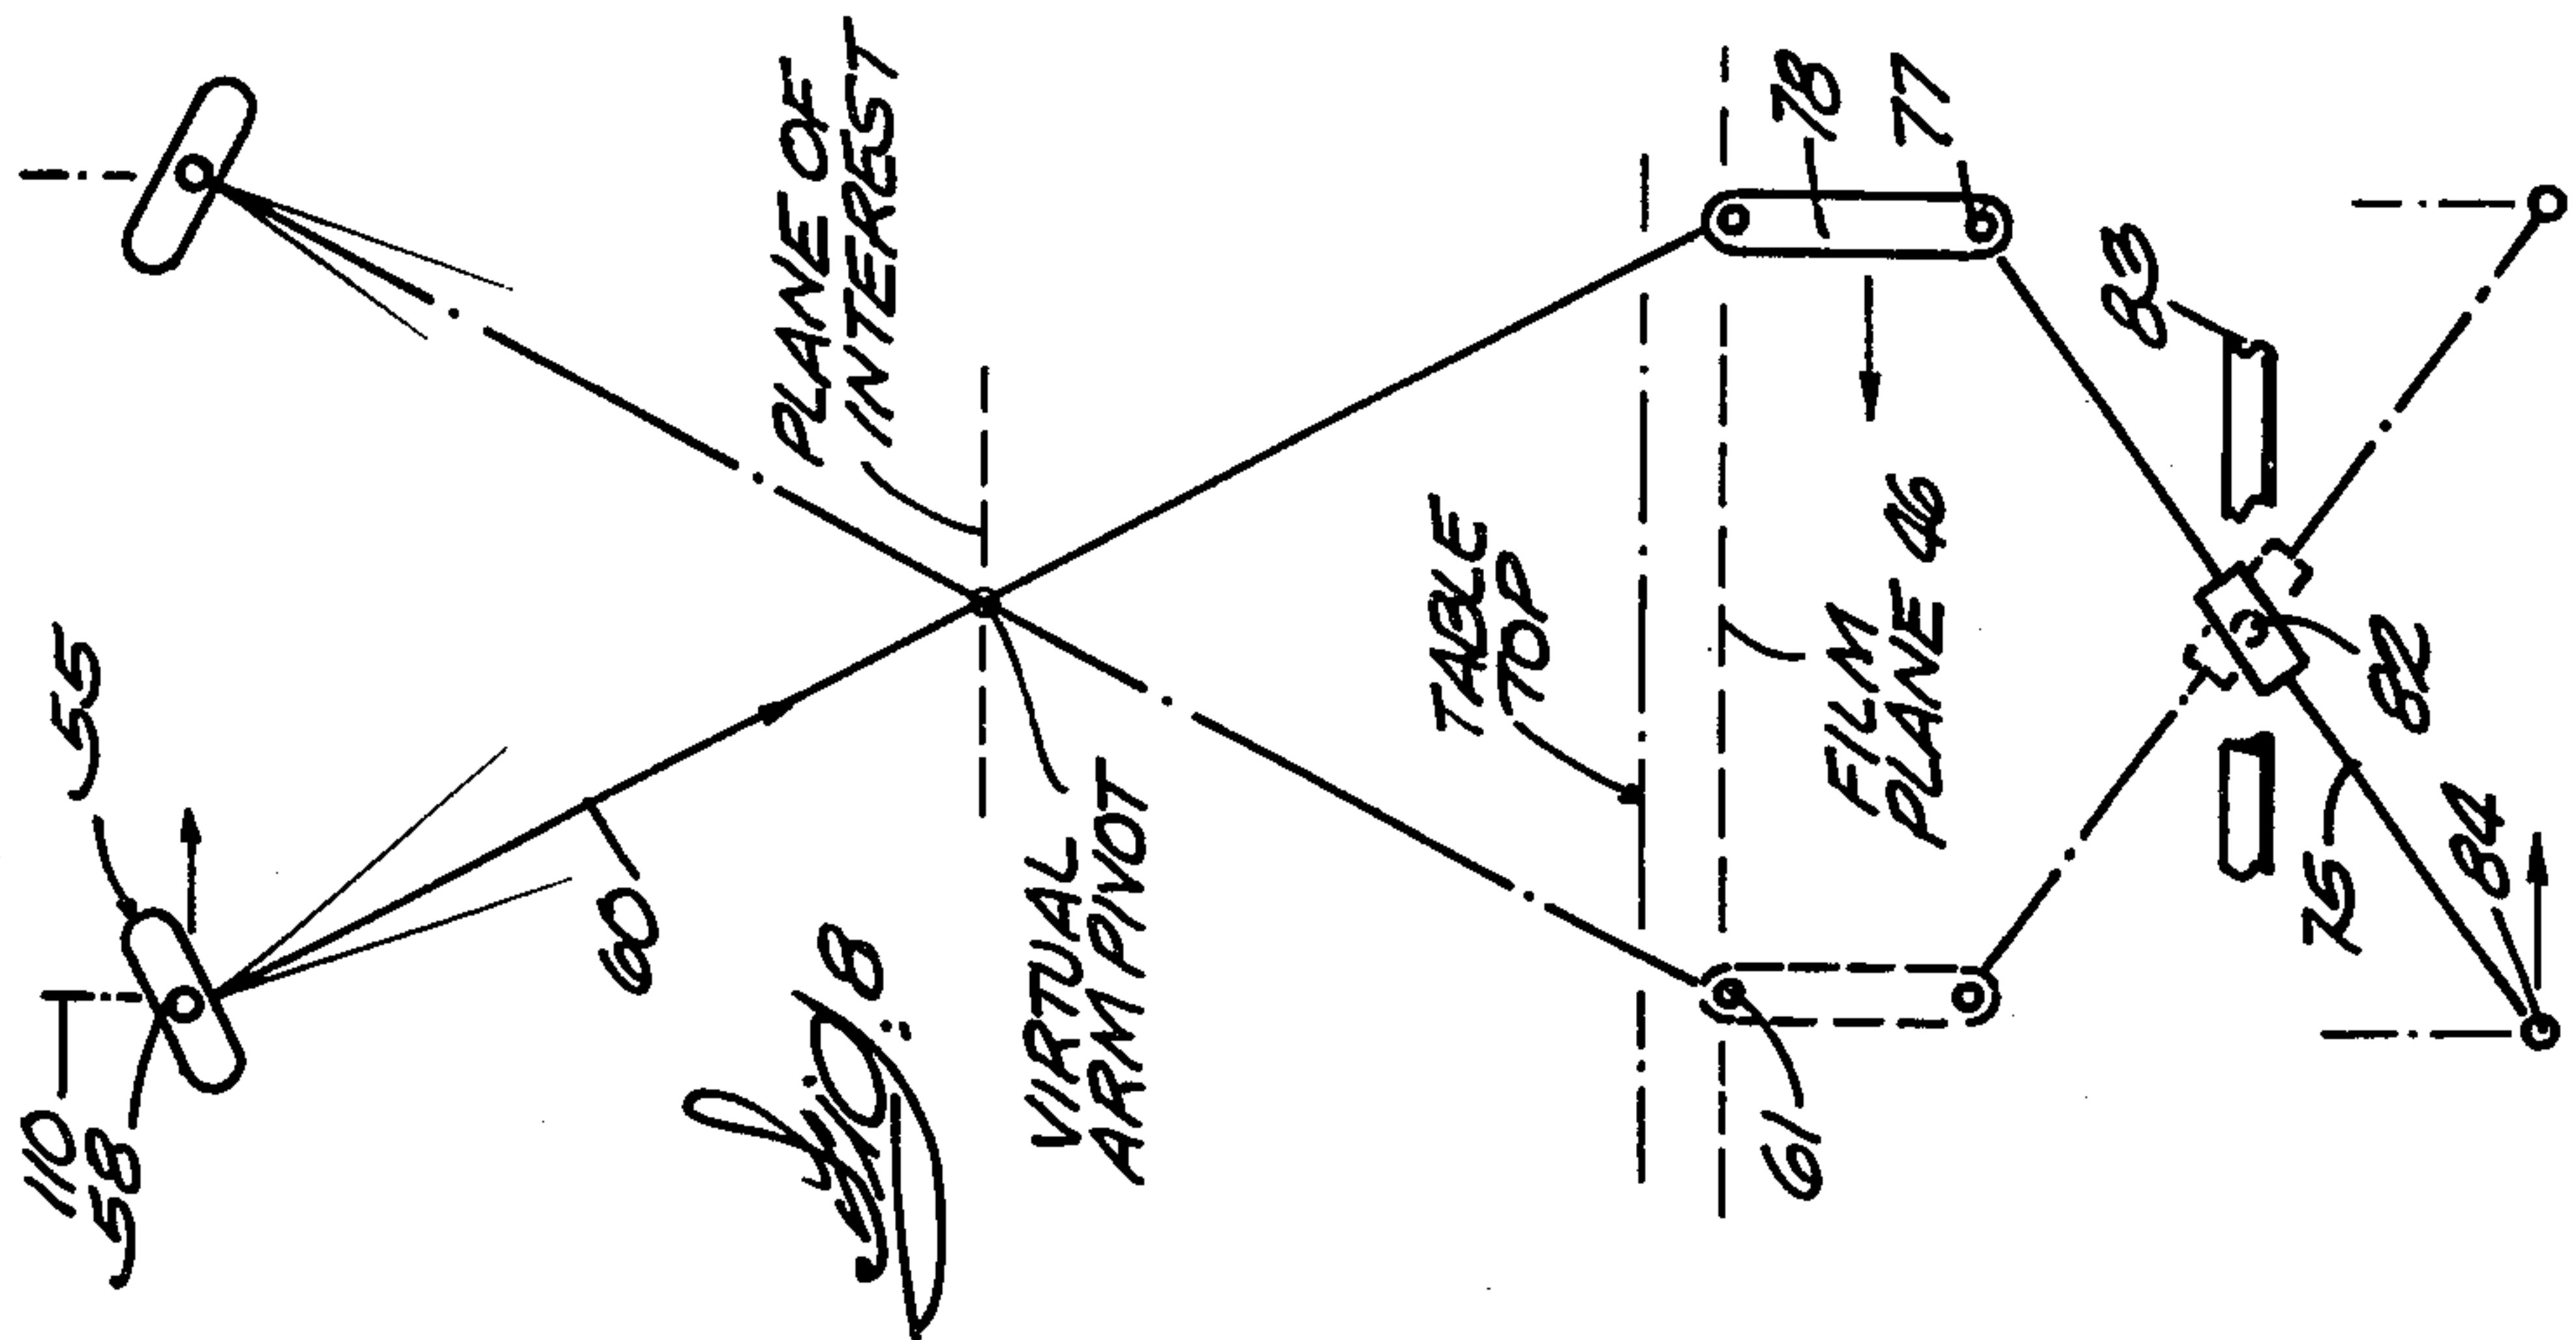 110
58
55
60
PLANE OF
INTEREST
VIRTUAL
ARM PIVOT
Fig. 8
TABLE
TOP
FILM
PLANE 46
61
78
77
83
82
75
84